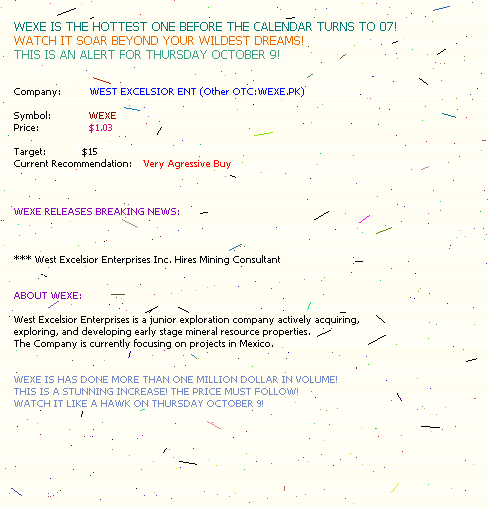 WEXE IS THE HOTTEST ONE BEFORE THE CALENDAR TURNS TO 07!
WATCH IT SOAR BEYOND YOUR WILDEST DREAMS!
THIS IS AN ALERT FOR THURSDAY OCTOBER 9!
Company: WEST EXCELSIOR ENT (Other OTC:WEXE.PK)
Symbol: WEXE
Price: $1.03
Target: $15
Current Recommendation: Very Agressive Buy
WEXE RELEASES BREAKING NEWS:
*** West Excelsior Enterprises Inc. Hires Mining Consultant
ABOUT WEXE:
West Excelsior Enterprises is a junior exploration company actively acquiring,
exploring, and developing early stage mineral resource properties.
The Company is currently focusing on projects in Mexico.
WEXE IS HAS DONE MORE THAN ONE MILLION DOLLAR IN VOLUME!
THIS IS A STUNNING INCREASE! THE PRICE MUST FOLLOW!
WATCH IT LIKE A HAWK ON THURSDAY OCTOBER 9!